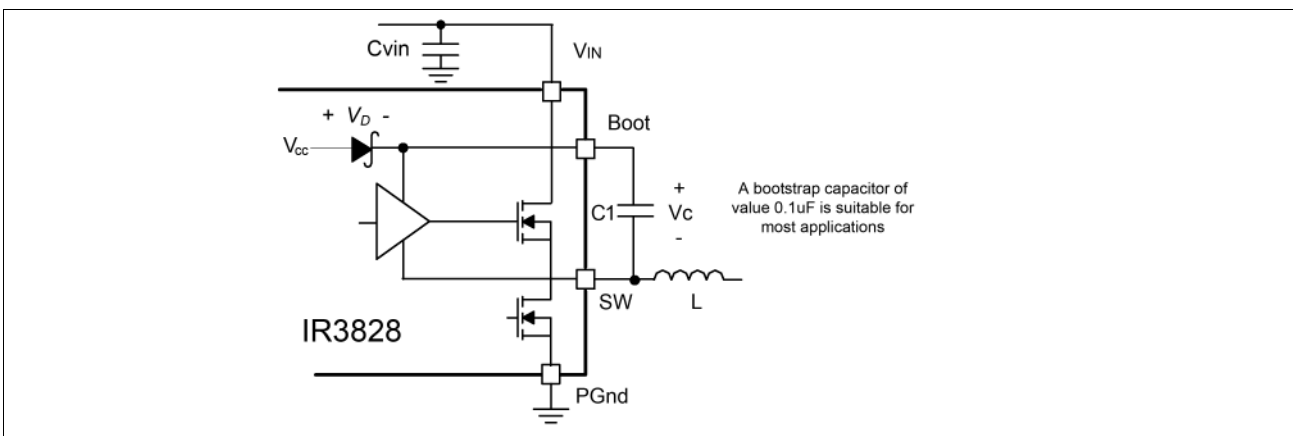 Cvin
VIN
+ VD -
Boot
Vcc
+
C1
Vc
-
A bootstrap capacitor of
value 0.1uF is suitable for
most applications
SW
L
IR3828
PGnd